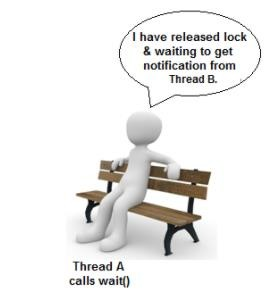 I have released lock
& waiting to get
notification from
Thread B.
Thread A
calls wait()